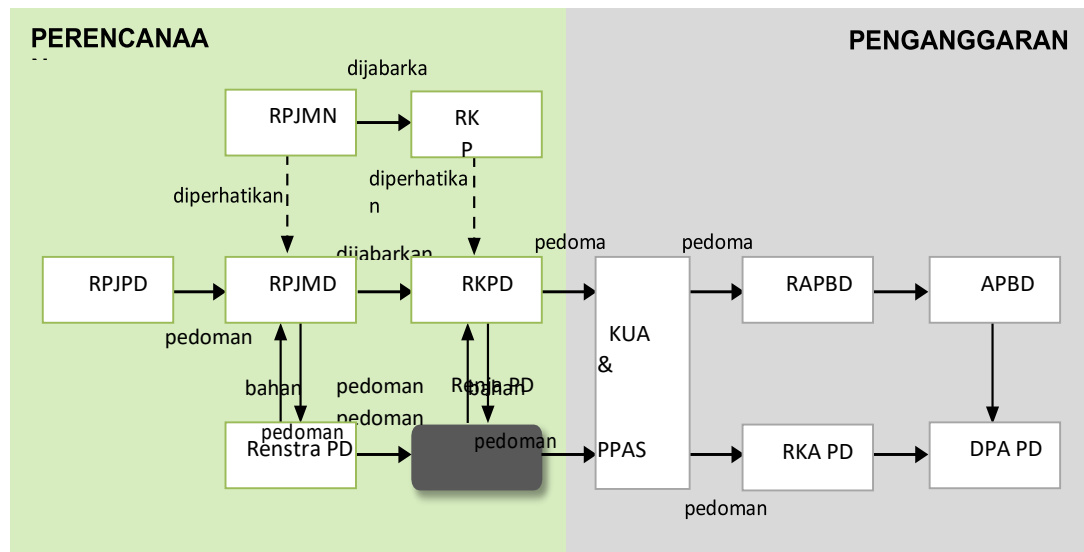 PERENCANAA
PENGANGGARAN
dijabarka
RPJMN
RK
P
diperhatikan
diperhatika
n
dijabarkan
pedoma
pedoma
RPJPD
RPJMD
RKPD
RAPBD
APBD
pedoman
KUA
&
bahan
pedoman
Renja PD
bahan
pedoman
pedoman
Renstra PD
pedoman
PPAS
RKA PD
DPA PD
pedoman